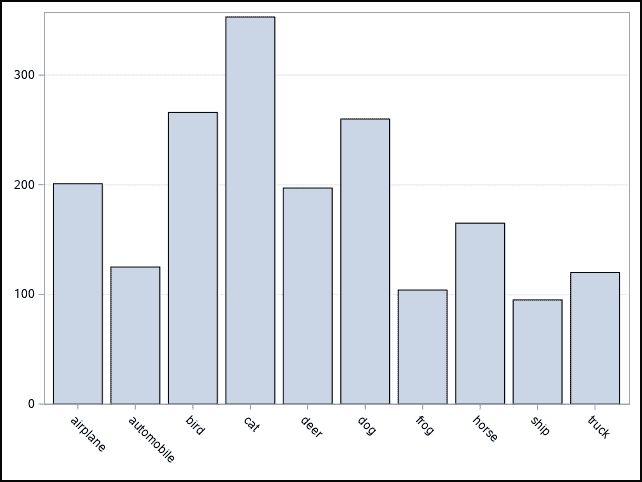 300
200
100
0
airplane
automobile
bird
cat
deer
dog
frog
horse
ship
truck